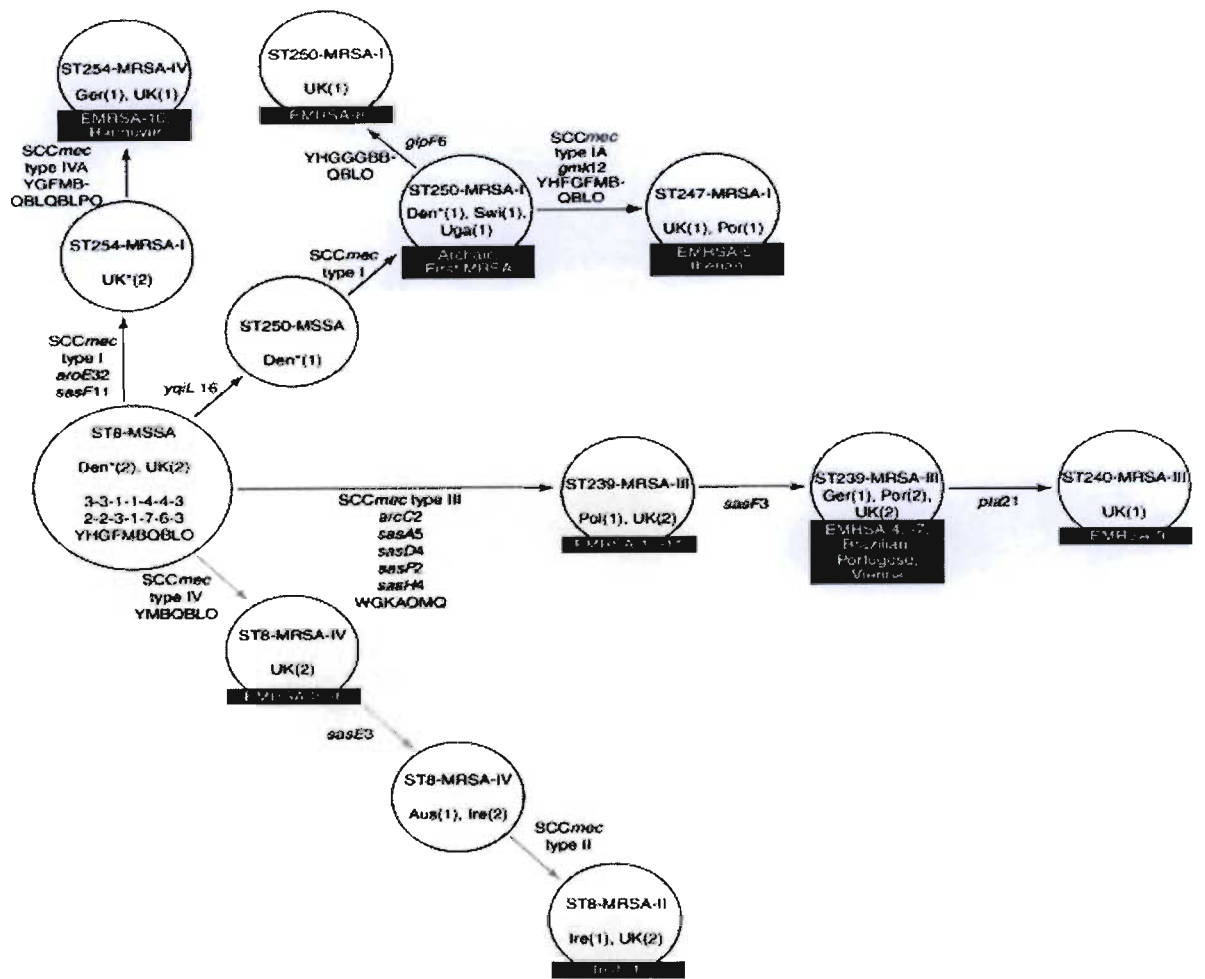 ST254-MRSA-IV
Ger(1), UK(1)
EMRSA-10,
Hannover
SCCmec
type IVA
YGFMB-
QBLQBLPO
ST254-MRSA-I
UK*(2)
SCCmec
type I
aroE32
sasF11
ST250-MRSA-I
UK(1)
glpF6
YHGGGBB-
QBLO
ST250-MRSA-I
Den*(1), Swi(1),
Uga(1)
Archaic,
First MRSA
SCCmec
type IA
gmk12
YHFGFMB-
QBLO
ST247-MRSA-I
UK(1), Por(1)
Iberian
SCCmec
type I
ST250-MSSA
Den*(1)
yqiL 16
ST8-MSSA
Den*(2), UK(2)
3-3-1-1-4-4-3
2-2-3-1-7-6-3
YHGFMBQBLO
SCCmec type III
arcC2
sasA5
sasD4
sasF2
sasH4
WGKAOMQ
ST239-MRSA-III
Pol(1), UK(2)
sasF3
ST239-MRSA-III
Ger(1), Por(2),
UK(2)
EMRSA-4, -7,
Brazilian
Portuguese,
Vienna
pta21
ST240-MRSA-III
UK(1)
SCCmec
type IV
YMBQBLO
ST8-MRSA-IV
UK(2)
sasE3
ST8-MRSA-IV
Aus(1), Ire(2)
SCCmec
type II
ST8-MRSA-II
Ire(1), UK(2)